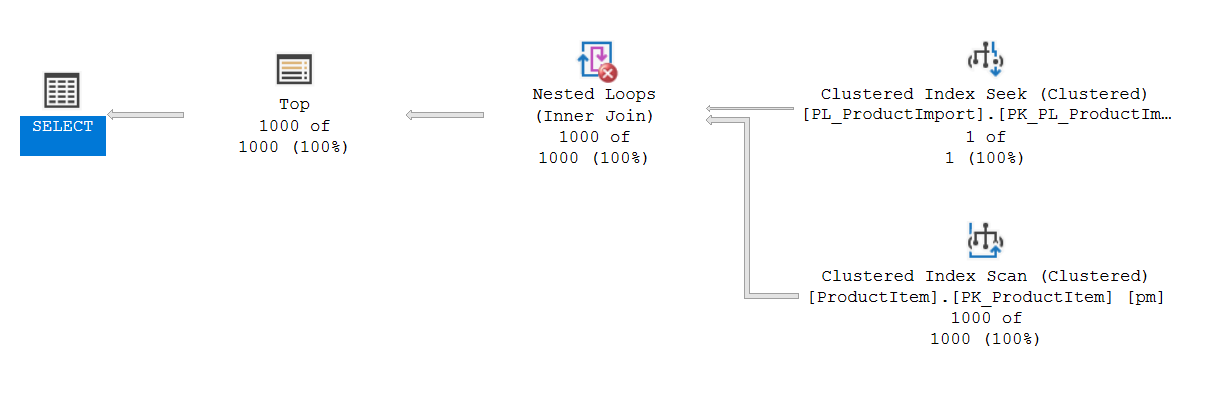 SELECT
Top
1000 of
1000 (100%)
Nested Loops
(Inner Join)
1000 of
1000 (100%)
Clustered Index Seek (Clustered)
[PL_ProductImport].[PK_PL_ProductIm…
1 of
1 (100%)
Clustered Index Scan (Clustered)
[ProductItem].[PK_ProductItem] [pm]
1000 of
1000 (100%)